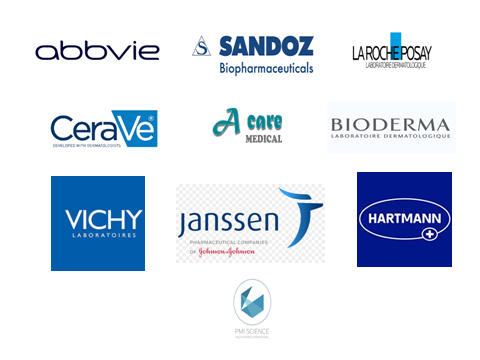 abbvie
SANDOZ
Biopharmaceuticals
LA ROCHE POSAY
LABORATOIRE DERMATOLOGIQUE
CeraVe®
DEVELOPED WITH DERMATOLOGISTS
A care
MEDICAL
BIODERMA
LABORATOIRE DERMATOLOGIQUE
VICHY
LABORATOIRES
janssen
PHARMACEUTICAL COMPANIES
OF Johnson&Johnson
HARTMANN
PMI SCIENCE